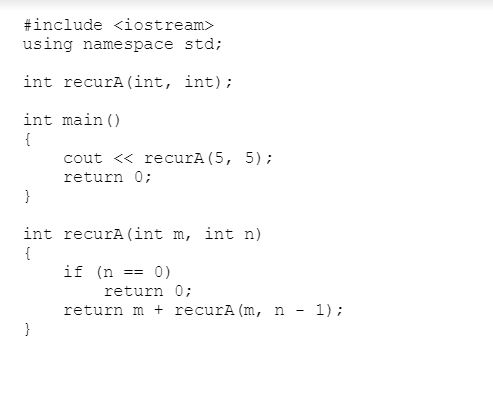 #include <iostream>
using namespace std;
int recurA(int, int);
int main()
{
cout << recurA(5, 5);
return 0;
}
int recurA(int m, int n)
{
if (n == 0)
return 0;
return m + recurA(m, n - 1);
}